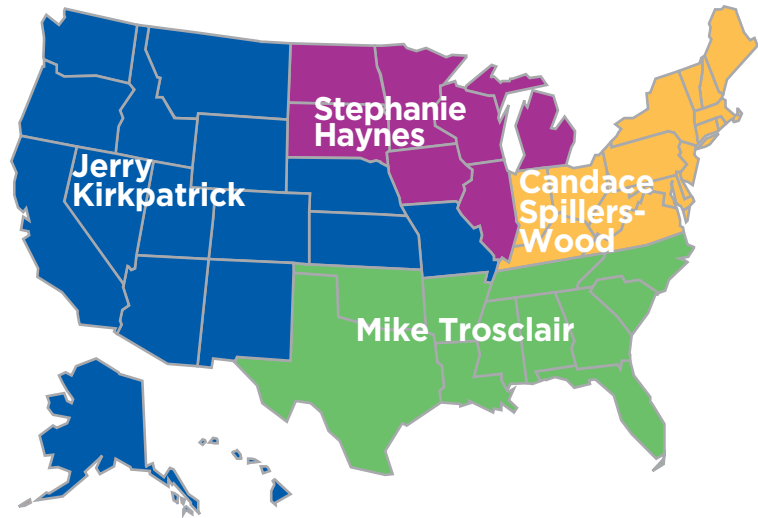 Stephanie
Haynes
Jerry
Kirkpatrick
Candace
Spillers-
Wood
Mike Trosclair